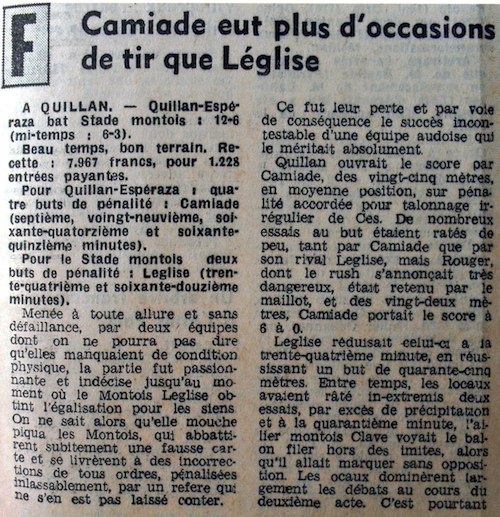 F
Camiade eut plus d'occasions
de tir que Léglise
A QUILLAN. — Quillan-Espé-
raza bat Stade montois : 12-6
(mi-temps : 6-3).
Beau temps, bon terrain. Re-
cette : 7.967 francs, pour 1.228
entrées payantes.
Pour Quillan-Espéraza : qua-
tre buts de pénalité : Camiade
(septième, voingt-neuvième, soi-
xante-quatorzième et soixante-
quinzième minutes).
Pour le Stade montois deux
buts de pénalité : Leglise (tren-
te-quatrième et soixante-douzième
minutes).
Menée à toute allure et sans
défaillance, par deux équipes
dont on ne pourra pas dire
qu'elles manquaient de condition
physique, la partie fut passion-
nante et indécise jusqu'au mo-
ment où le Montois Leglise ob-
tint l'égalisation pour les siens
On ne sait alors qu'elle mouche
piqua les Montois, qui abbatti-
rent subitement une fausse car-
te et se livrèrent à des incorrec-
tions de tous ordres, pénalisées
inlassablement, par un refere qui
ne s'en est pas laissé conter.
Ce fut leur perte et par voie
de conséquence le succès incon-
testable d'une équipe audoise qui
le méritait absolument.
Quillan ouvrait le score par
Camiade, des vingt-cinq mètres,
en moyenne position, sur péna-
lité accordée pour talonnage ir-
régulier de Ces. De nombreux
essais au but étaient ratés de
peu, tant par Camiade que par
son rival Leglise, mais Rouger,
dont le rush s'annonçait très
dangereux, était retenu par le
maillot, et des vingt-deux mè-
tres, Camiade portait le score à
6 à 0.
Leglise réduisait celui-ci a la
trente-quatrième minute, en réus-
sissant un but de quarante-cinq
mètres. Entre temps, les locaux
avaient râté in-extremis deux
essais, par excès de précipitation
et à la quarantième minute, l'ai-
lier montois Clave voyait le bal-
lon filer hors des imites, alors
qu'il allait marquer sans opposi-
tion. Les ocaux dominèrent lar-
gement les débats au cours du
deuxième acte. C'est pourtant